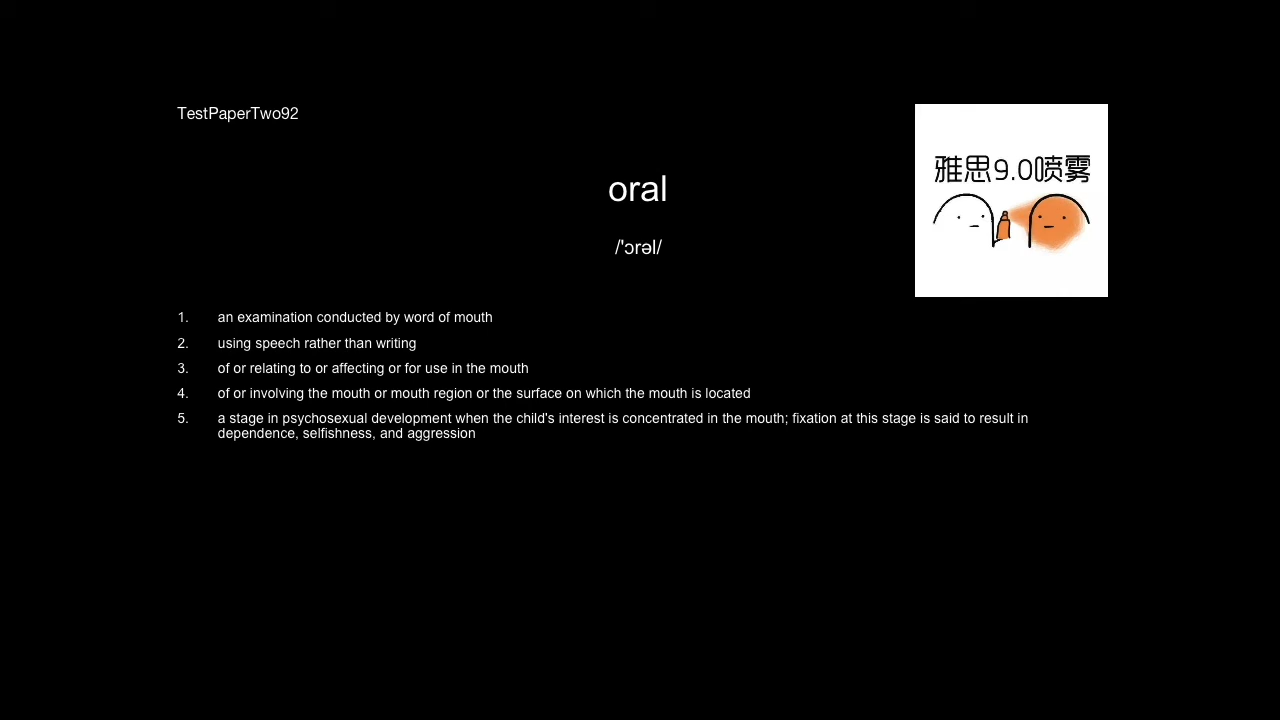 TestPaperTwo92
雅思9.0喷雾
oral
/'ɔrəl/
1. an examination conducted by word of mouth
2. using speech rather than writing
3. of or relating to or affecting or for use in the mouth
4. of or involving the mouth or mouth region or the surface on which the mouth is located
5. a stage in psychosexual development when the child's interest is concentrated in the mouth; fixation at this stage is said to result in
dependence, selfishness, and aggression